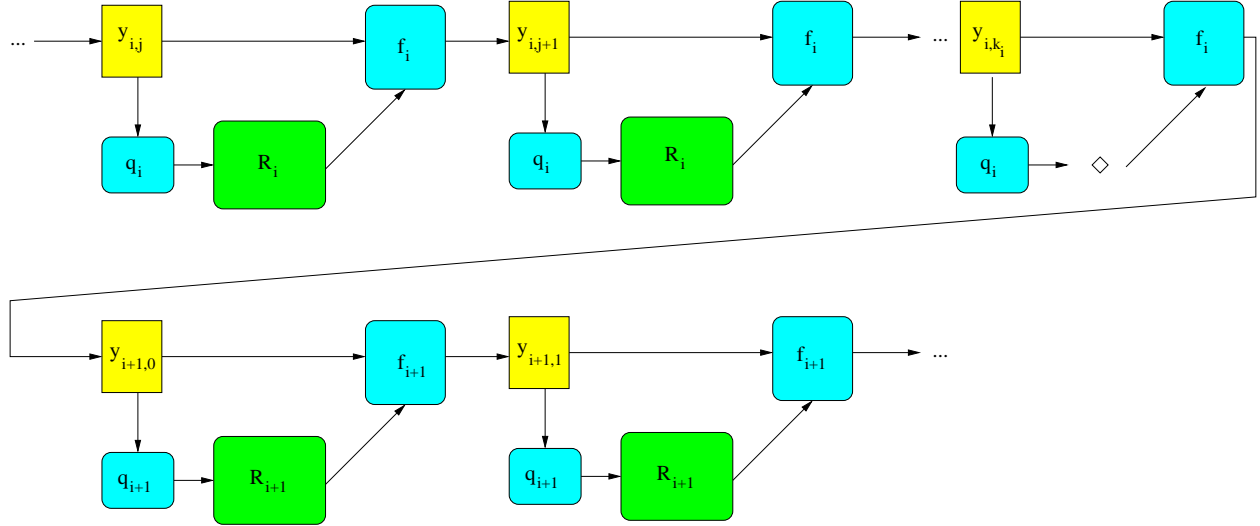 ... y_{i,j} f_i y_{i,j+1} f_i ... y_{i,k_i} f_i
q_i R_i q_i R_i q_i ◇
y_{i+1,0} f_{i+1} y_{i+1,1} f_{i+1} ...
q_{i+1} R_{i+1} q_{i+1} R_{i+1}